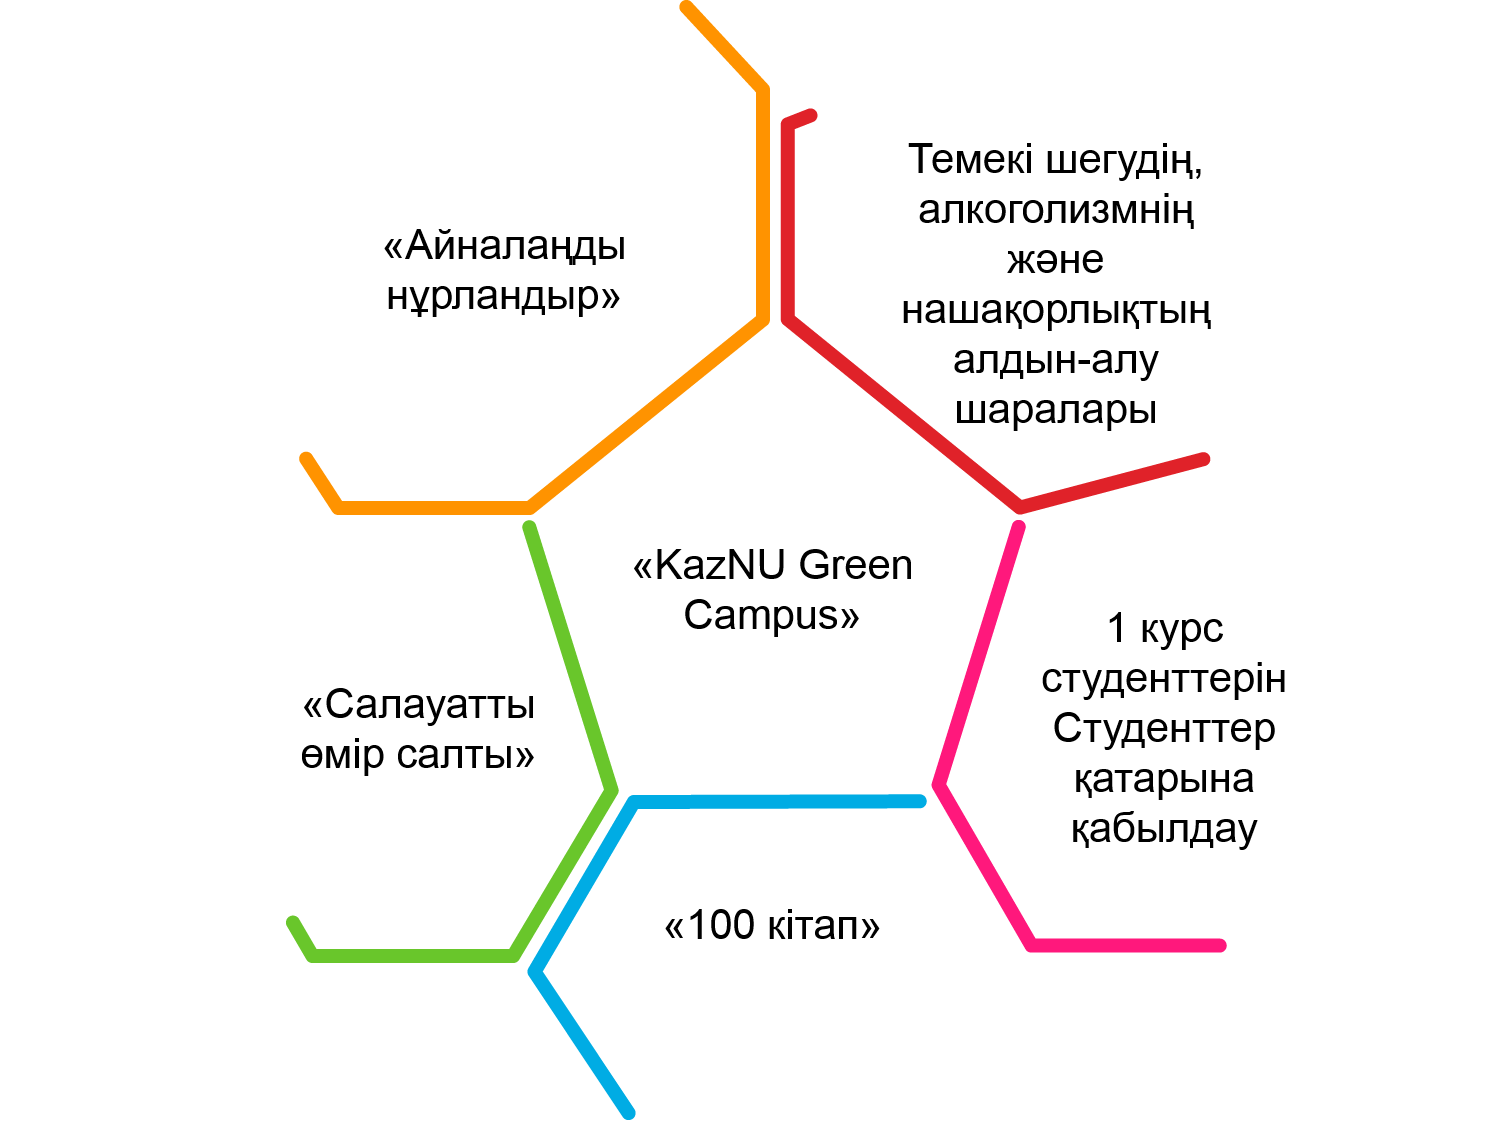 «Айналаңды
нұрландыр»
Темекі шегудің,
алкоголизмнің
және
нашақорлықтың
алдын-алу
шаралары
«KazNU Green
Campus»
«Салауатты
өмір салты»
1 курс
студенттерін
Студенттер
қатарына
қабылдау
«100 кітап»